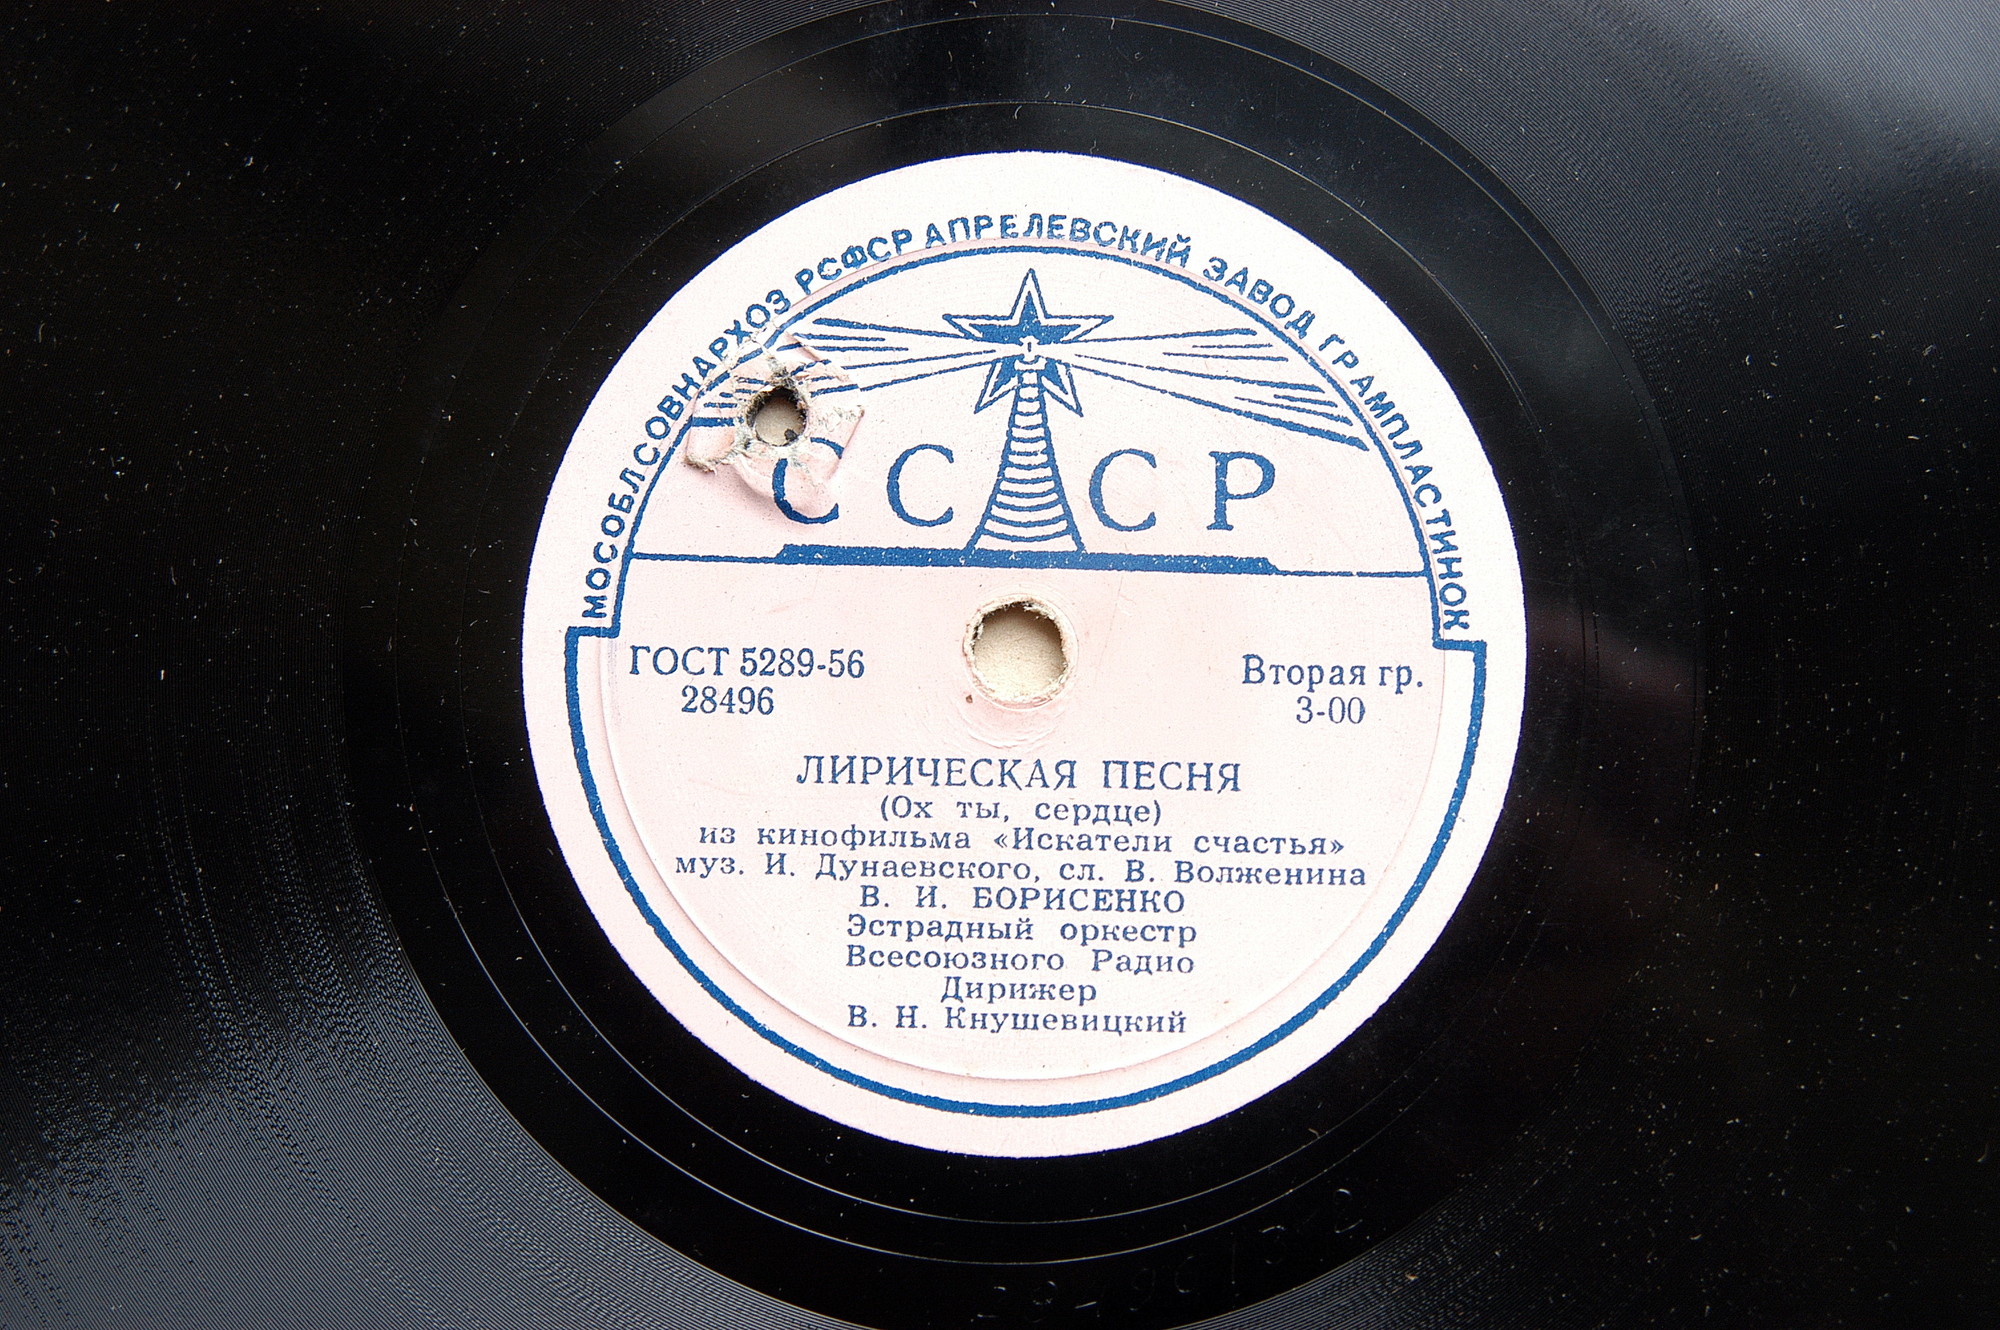 МОСОБЛСОВНАРХОЗ РСФСР АПРЕЛЕВСКИЙ ЗАВОД ГРАМПЛАСТИНОК
СССР
ГОСТ 5289-56
28496
Вторая гр.
3-00
ЛИРИЧЕСКАЯ ПЕСНЯ
(Ох ты, сердце)
из кинофильма «Искатели счастья»
муз. И. Дунаевского, сл. В. Волженина
В. И. БОРИСЕНКО
Эстрадный оркестр
Всесоюзного Радио
Дирижер
В. Н. Кнушевицкий